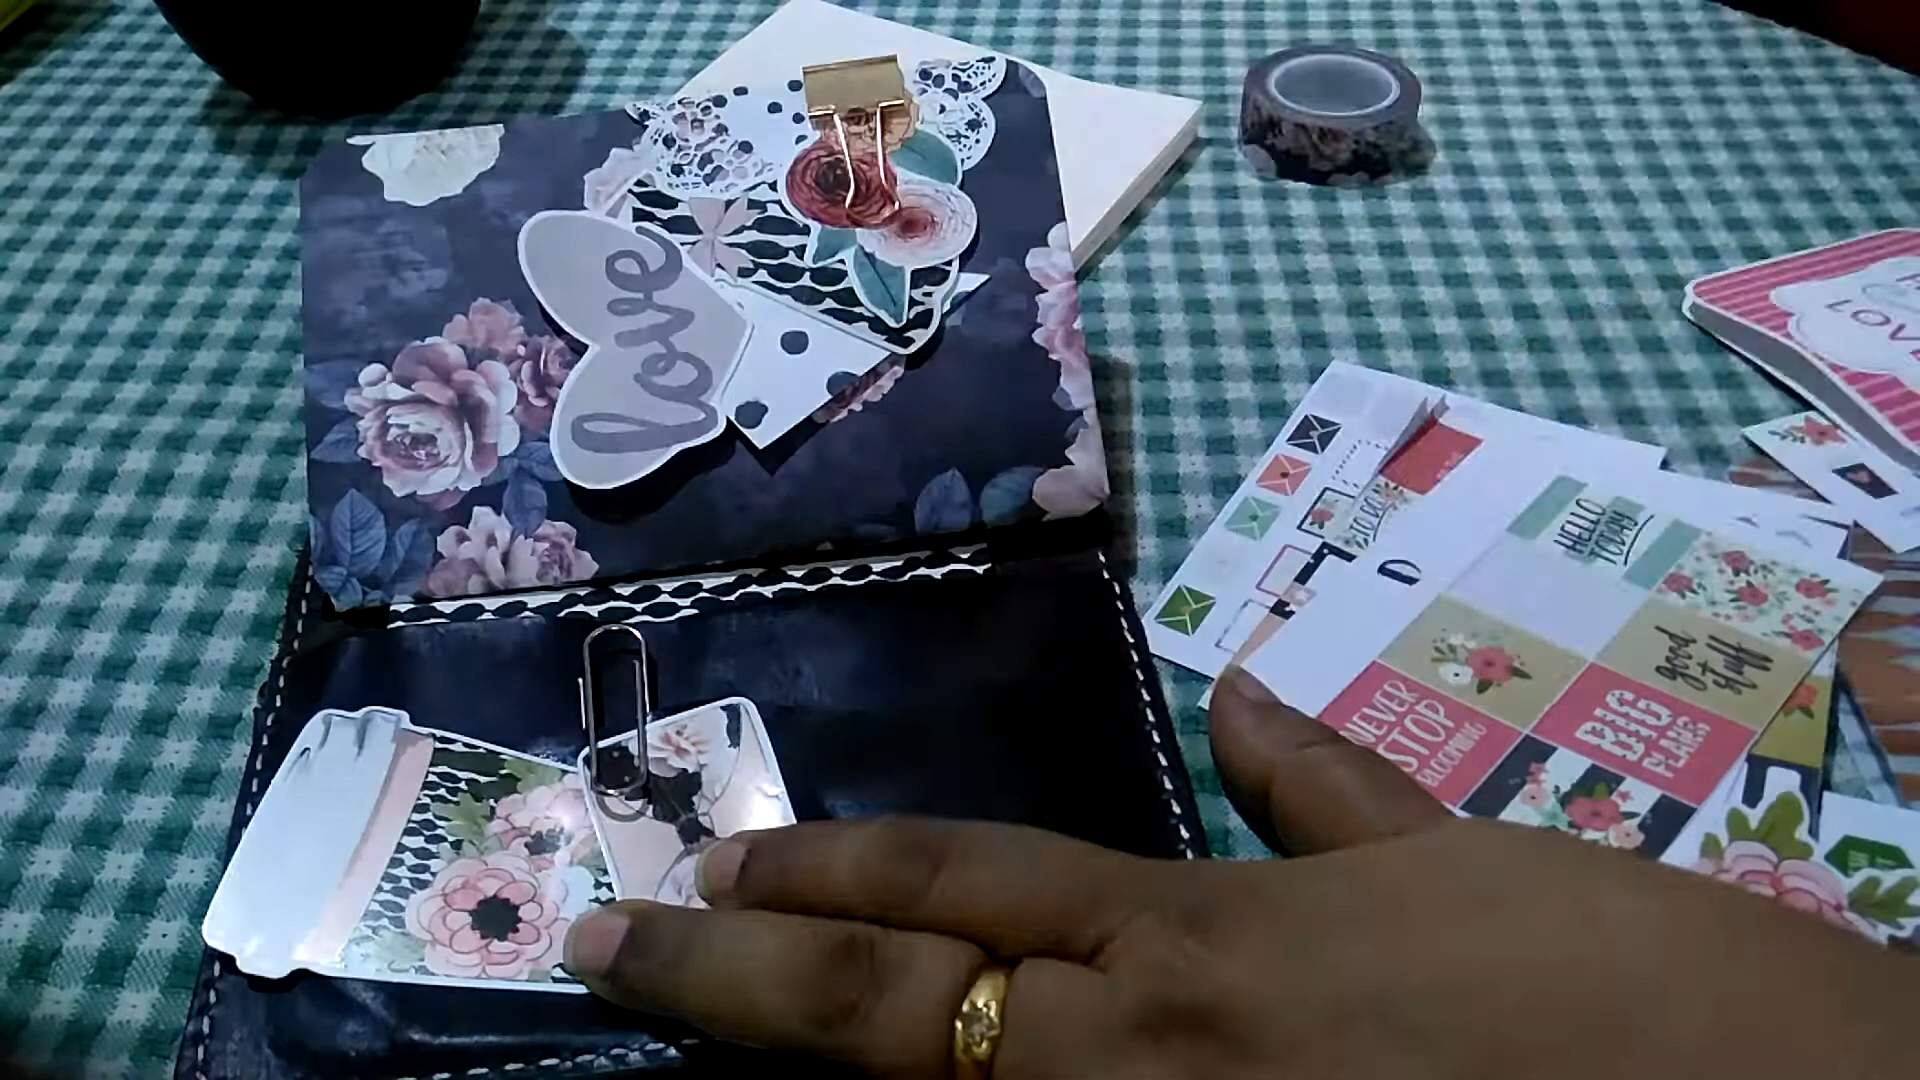 love
LOVE
TO DO
HELLO
TODAY
good
stuff
NEVER
STOP
BLOOMING
BIG
PLANS